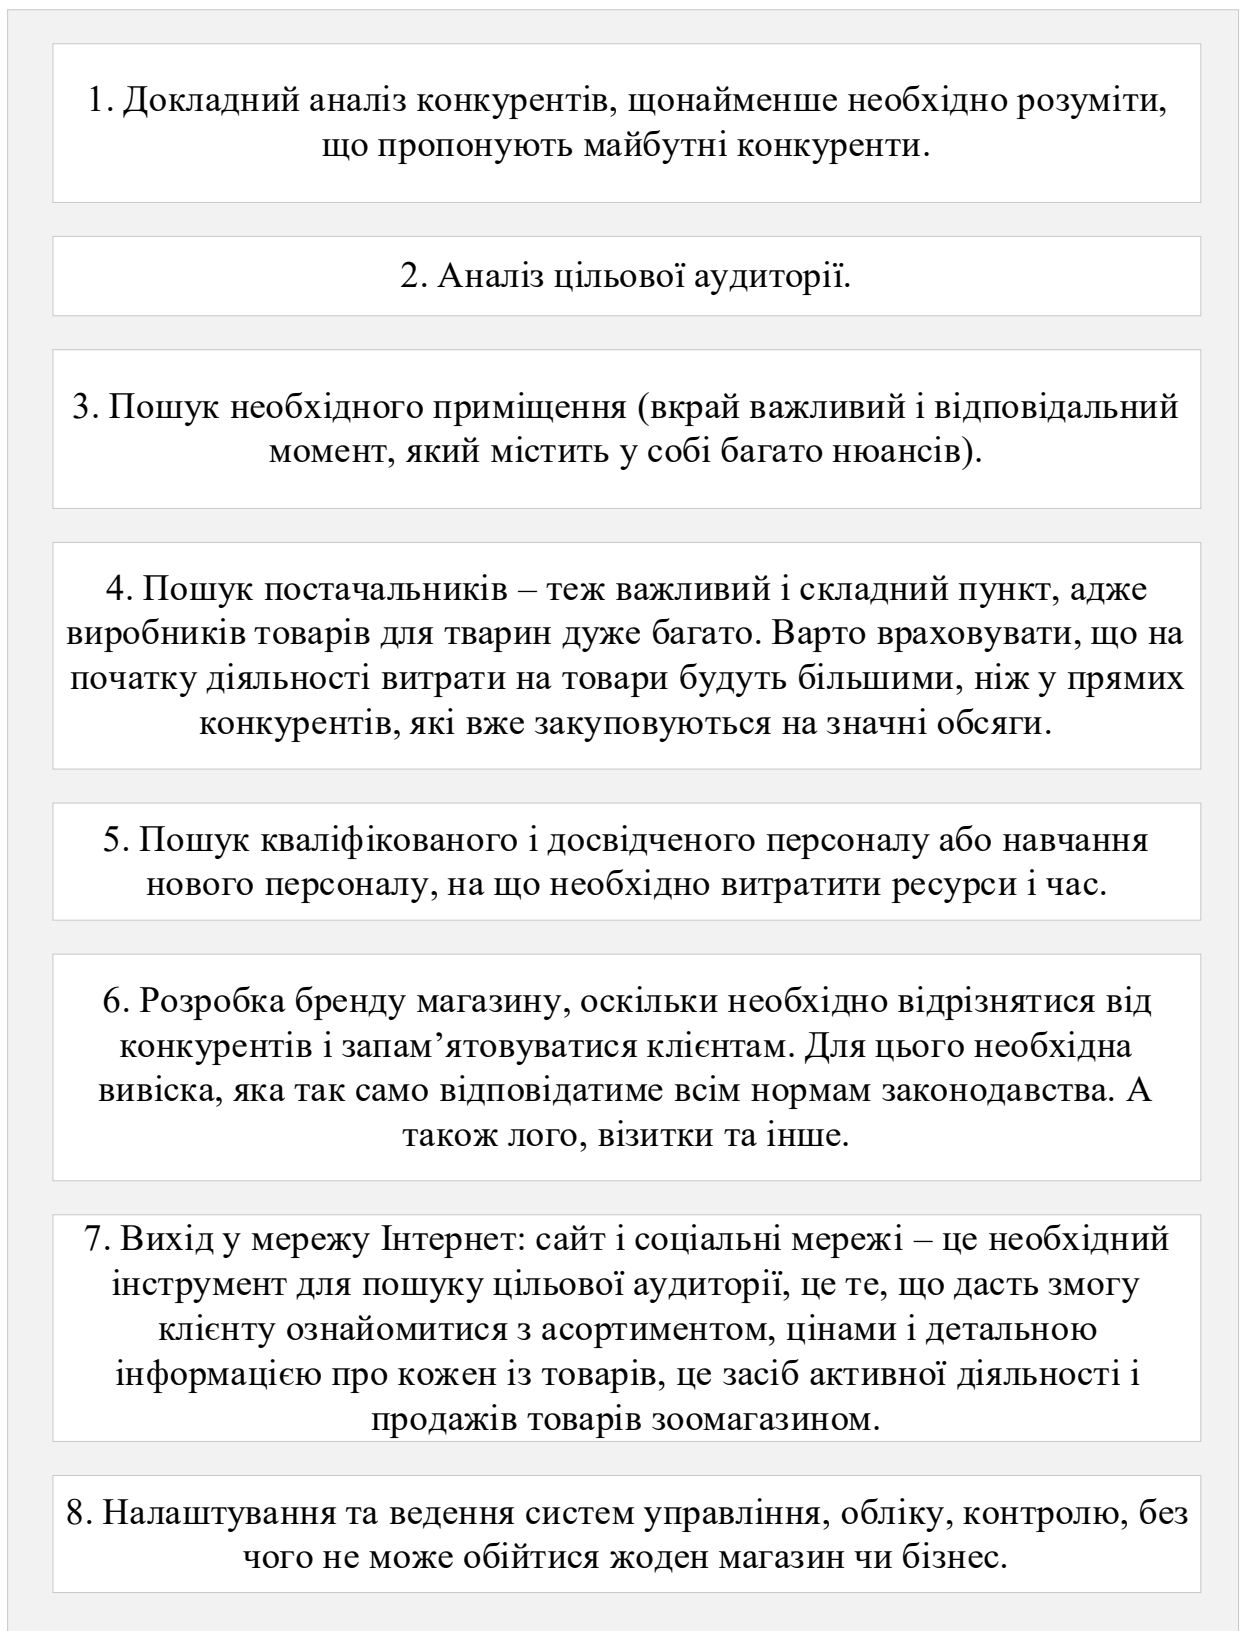 1. Докладний аналіз конкурентів, щонайменше необхідно розуміти,
що пропонують майбутні конкуренти.
2. Аналіз цільової аудиторії.
3. Пошук необхідного приміщення (вкрай важливий і відповідальний
момент, який містить у собі багато нюансів).
4. Пошук постачальників – теж важливий і складний пункт, адже
виробників товарів для тварин дуже багато. Варто враховувати, що на
початку діяльності витрати на товари будуть більшими, ніж у прямих
конкурентів, які вже закуповуються на значні обсяги.
5. Пошук кваліфікованого і досвідченого персоналу або навчання
нового персоналу, на що необхідно витратити ресурси і час.
6. Розробка бренду магазину, оскільки необхідно відрізнятися від
конкурентів і запам’ятовуватися клієнтам. Для цього необхідна
вивіска, яка так само відповідатиме всім нормам законодавства. А
також лого, візитки та інше.
7. Вихід у мережу Інтернет: сайт і соціальні мережі – це необхідний
інструмент для пошуку цільової аудиторії, це те, що дасть змогу
клієнту ознайомитися з асортиментом, цінами і детальною
інформацією про кожен із товарів, це засіб активної діяльності і
продажів товарів зоомагазином.
8. Налаштування та ведення систем управління, обліку, контролю, без
чого не може обійтися жоден магазин чи бізнес.